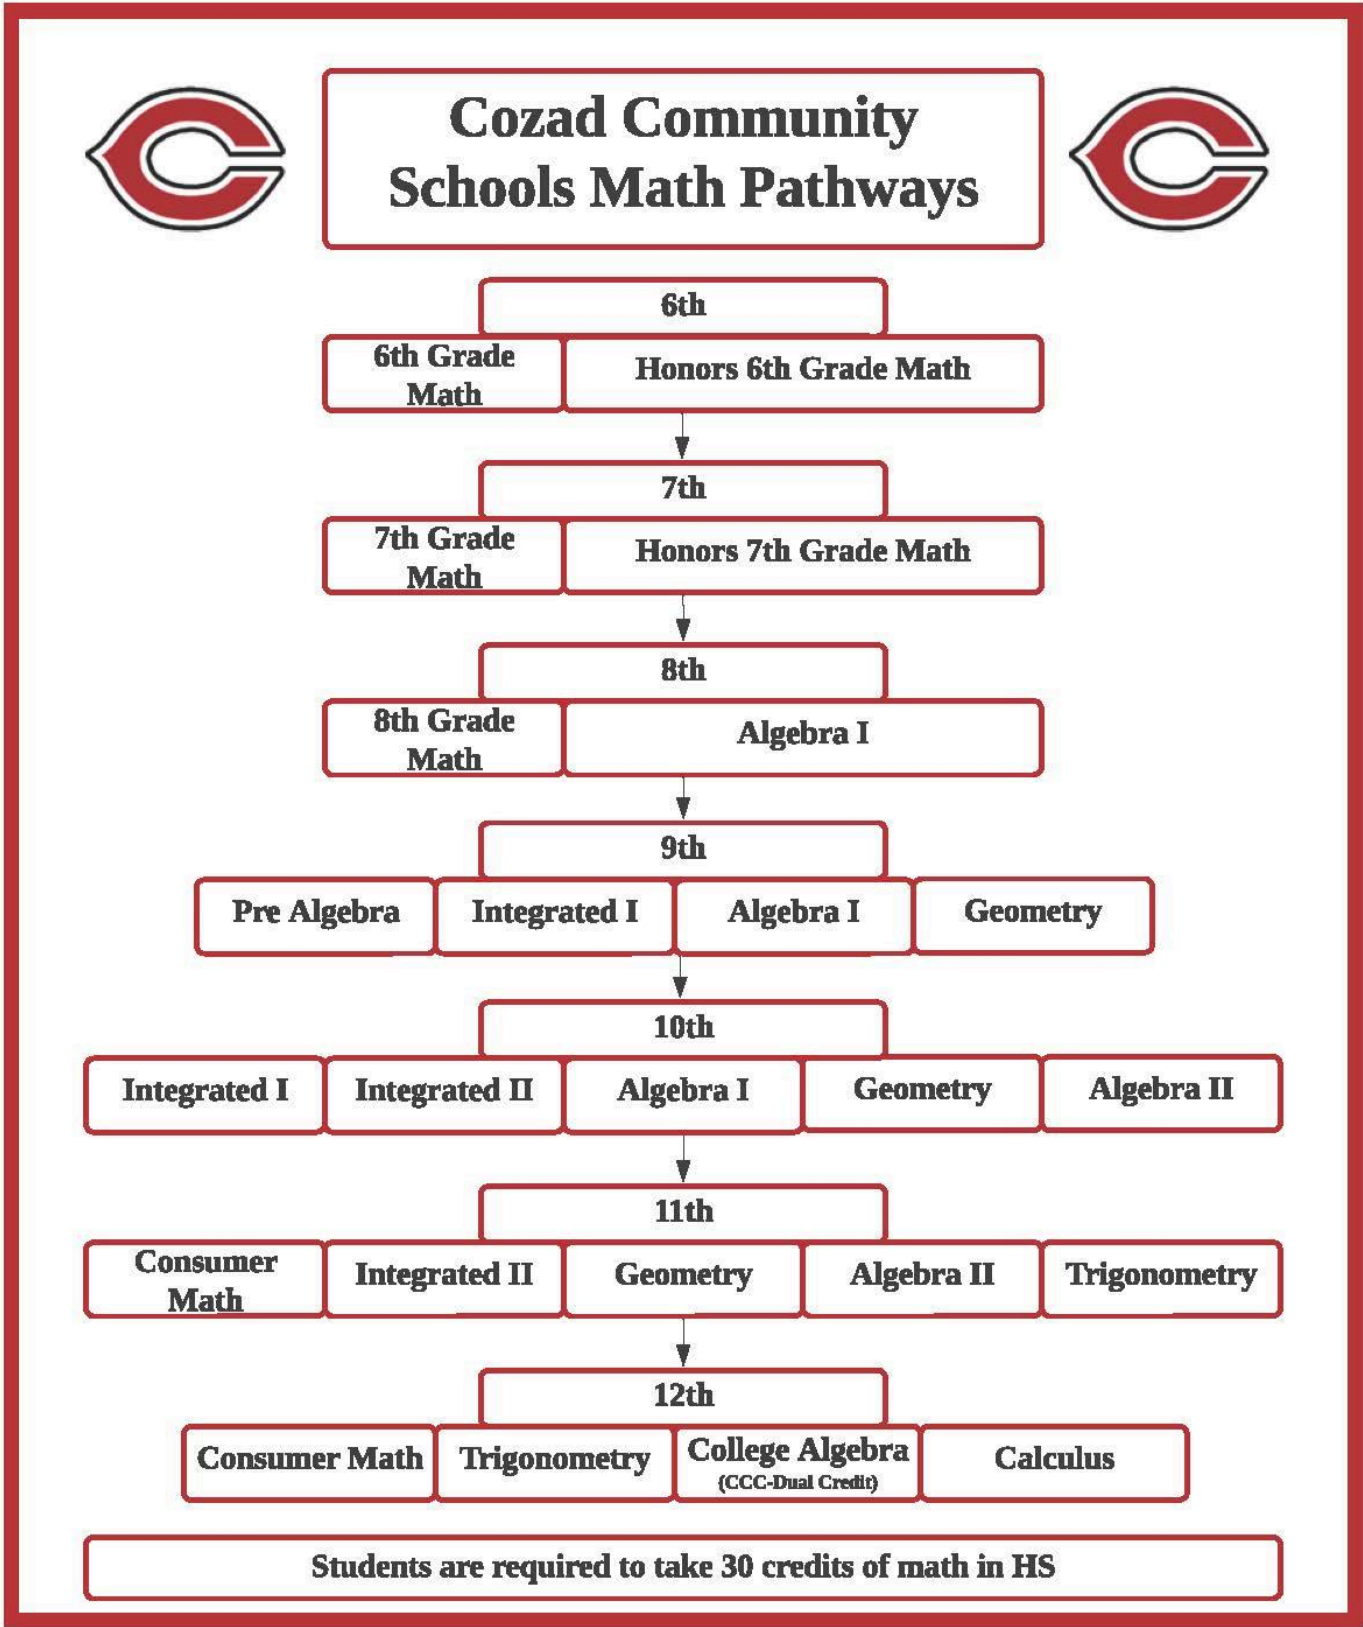 Cozad Community
Schools Math Pathways
6th
6th Grade
Math
Honors 6th Grade Math
7th
7th Grade
Math
Honors 7th Grade Math
8th
8th Grade
Math
Algebra I
9th
Pre Algebra
Integrated I
Algebra I
Geometry
10th
Integrated I
Integrated II
Algebra I
Geometry
Algebra II
11th
Consumer
Math
Integrated II
Geometry
Algebra II
Trigonometry
12th
Consumer Math
Trigonometry
College Algebra
(CCC-Dual Credit)
Calculus
Students are required to take 30 credits of math in HS